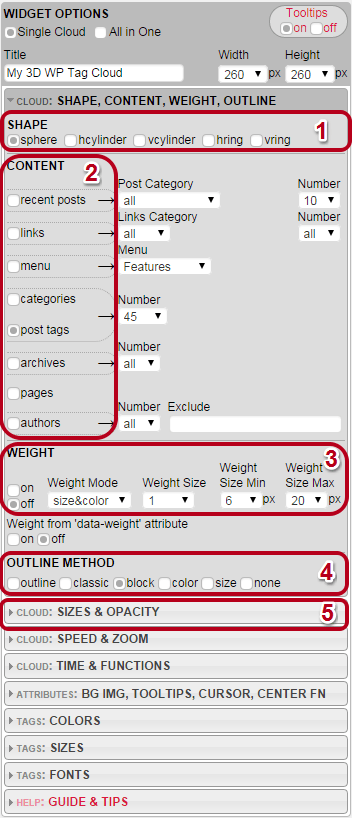 WIDGET OPTIONS
Tooltips
Single Cloud All in One on off
Title Width Height
My 3D WP Tag Cloud 260 px 260 px
CLOUD: SHAPE, CONTENT, WEIGHT, OUTLINE
SHAPE 1
sphere hcylinder vcylinder hring vring
CONTENT 2
Post Category Number
recent posts → all 10
Links Category Number
links → all all
Menu
menu → Features
categories Number
→ 45
post tags
Number
archives → all
pages
Number Exclude
authors → all
WEIGHT 3
on off
Weight Mode Weight Size Weight Size Min Weight Size Max
size&color 1 6 px 20 px
Weight from 'data-weight' attribute
on off
OUTLINE METHOD 4
outline classic block color size none
CLOUD: SIZES & OPACITY 5
CLOUD: SPEED & ZOOM
CLOUD: TIME & FUNCTIONS
ATTRIBUTES: BG IMG, TOOLTIPS, CURSOR, CENTER FN
TAGS: COLORS
TAGS: SIZES
TAGS: FONTS
HELP: GUIDE & TIPS